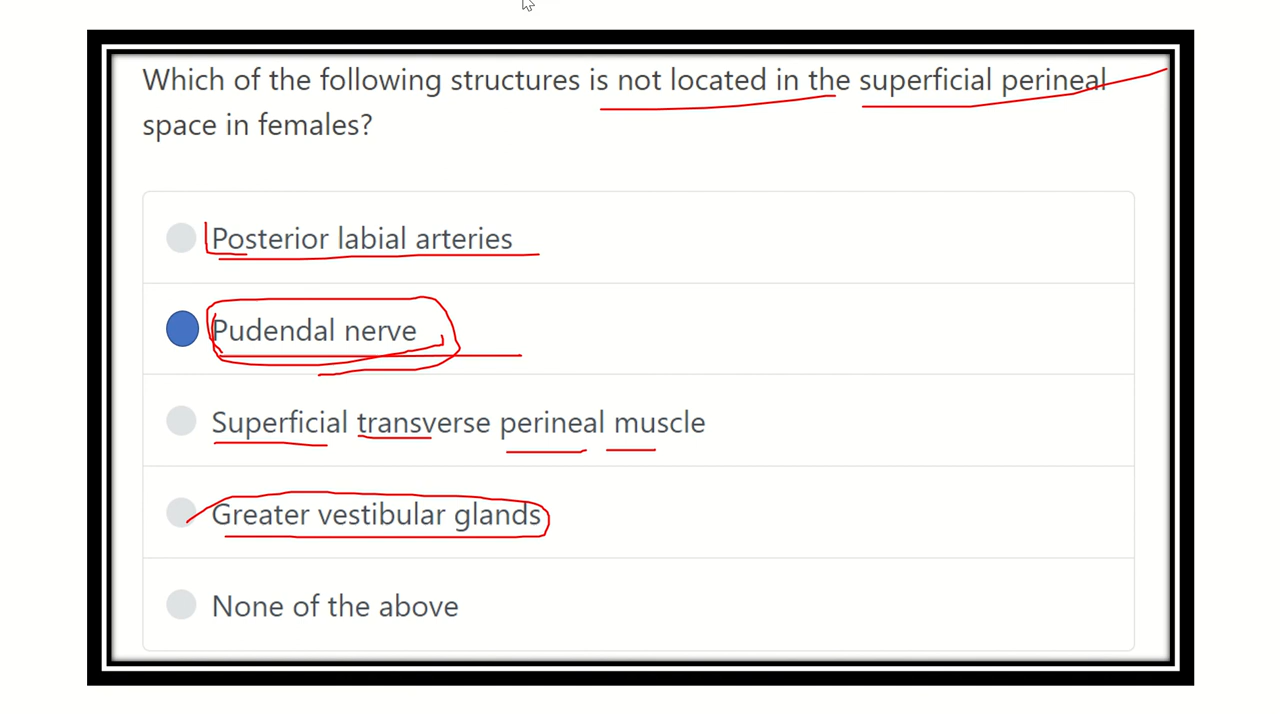 Which of the following structures is not located in the superficial perineal
space in females?
Posterior labial arteries
Pudendal nerve
Superficial transverse perineal muscle
Greater vestibular glands
None of the above